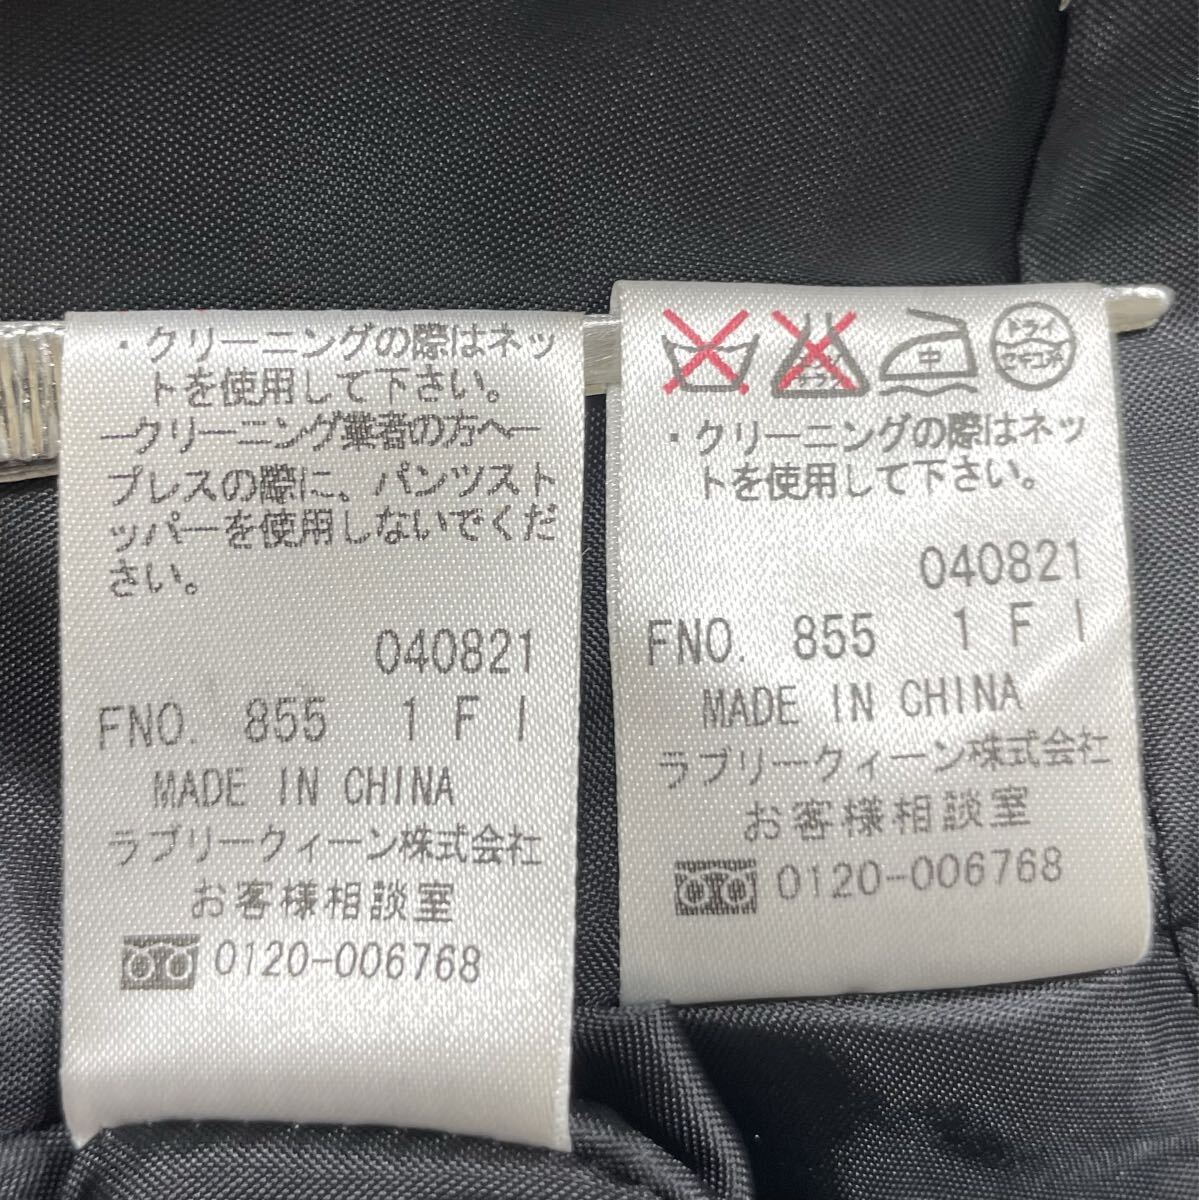 ・クリーニングの際はネッ
トを使用して下さい。
ークリーニング業者の方へー
プレスの際に、パンツスト
ッパーを使用しないでくだ
さい。
040821
FNO. 855 1 F I
MADE IN CHINA
ラブリークィーン株式会社
お客様相談室
0120-006768
中
ドライ
セキユ系
・クリーニングの際はネッ
トを使用して下さい。
040821
FNO. 855 1 F I
MADE IN CHINA
ラブリークィーン株式会社
お客様相談室
0120-006768